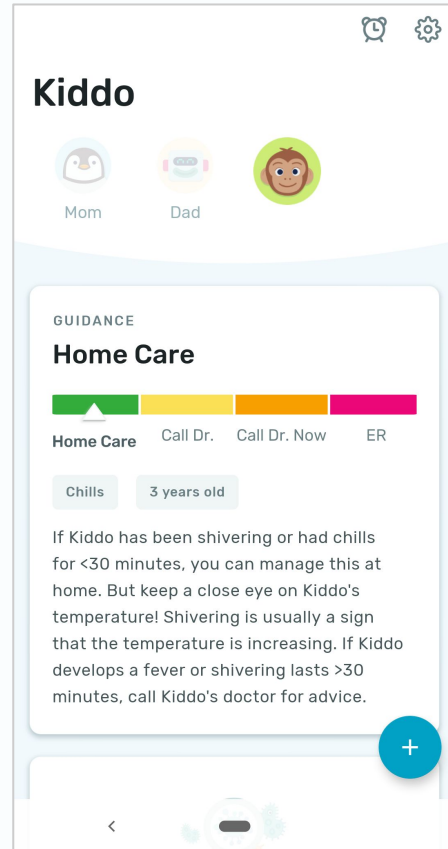 Kiddo
Mom
Dad
GUIDANCE
Home Care
Home Care
Call Dr.
Call Dr. Now
ER
Chills
3 years old
If Kiddo has been shivering or had chills
for <30 minutes, you can manage this at
home. But keep a close eye on Kiddo's
temperature! Shivering is usually a sign
that the temperature is increasing. If Kiddo
develops a fever or shivering lasts >30
minutes, call Kiddo's doctor for advice.